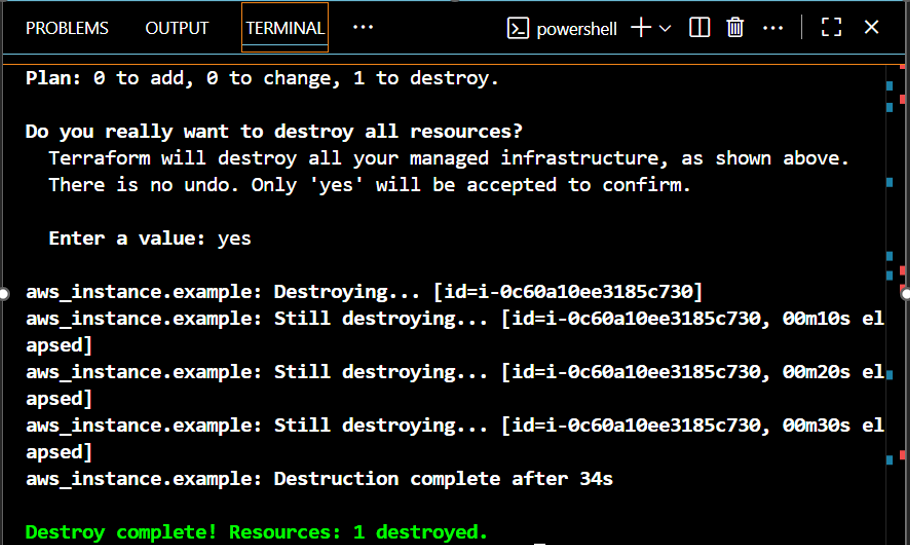 PROBLEMS OUTPUT TERMINAL ··· powershell
Plan: 0 to add, 0 to change, 1 to destroy.
Do you really want to destroy all resources?
Terraform will destroy all your managed infrastructure, as shown above.
There is no undo. Only 'yes' will be accepted to confirm.
Enter a value: yes
aws_instance.example: Destroying... [id=i-0c60a10ee3185c730]
aws_instance.example: Still destroying... [id=i-0c60a10ee3185c730, 00m10s el
apsed]
aws_instance.example: Still destroying... [id=i-0c60a10ee3185c730, 00m20s el
apsed]
aws_instance.example: Still destroying... [id=i-0c60a10ee3185c730, 00m30s el
apsed]
aws_instance.example: Destruction complete after 34s
Destroy complete! Resources: 1 destroyed.